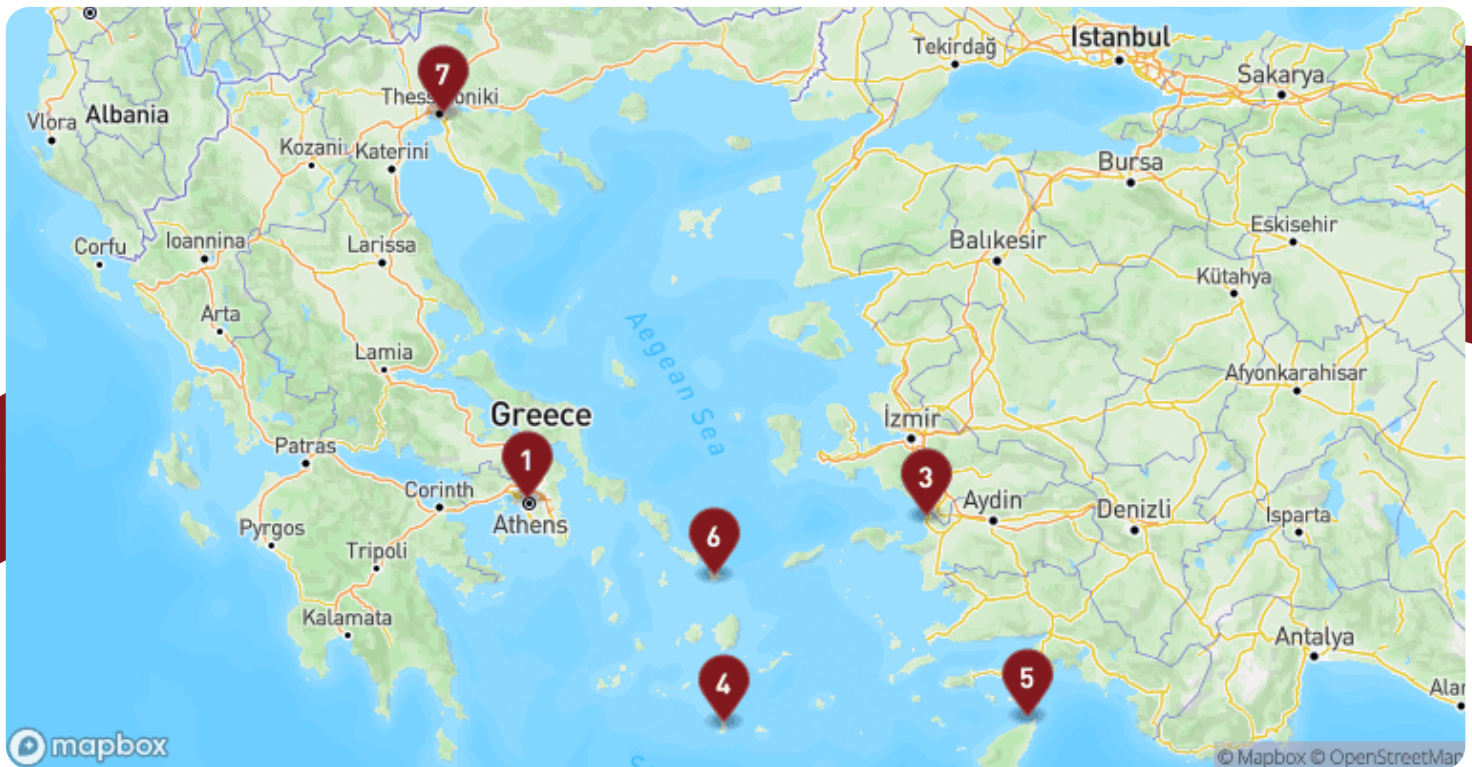 Istanbul
Tekirdağ
Sakarya
7
Thessaloniki
Albania
Vlora
Kozani
Katerini
Bursa
Corfu
Ioannina
Larissa
Balıkesir
Eskisehir
Kütahya
Arta
Aegean Sea
Lamia
Afyonkarahisar
Greece
İzmir
Patras
1
3
Corinth
Aydin
Denizli
Isparta
Athens
Pyrgos
6
Tripoli
Kalamata
Antalya
4
5
Alan
mapbox
© Mapbox © OpenStreetMap